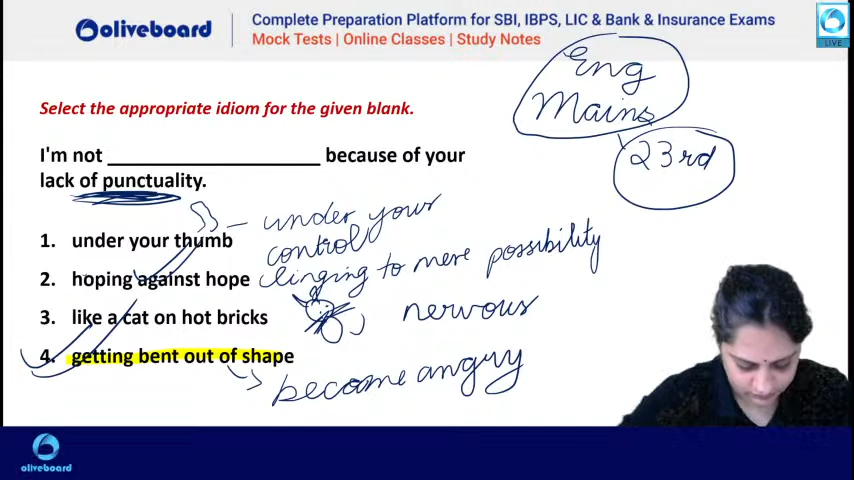 oliveboard
Complete Preparation Platform for SBI, IBPS, LIC & Bank & Insurance Exams
Mock Tests | Online Classes | Study Notes
LIVE
Eng
Mains
23rd
Select the appropriate idiom for the given blank.
I'm not ____________________ because of your
lack of punctuality.
1. under your thumb
under your
control
2. hoping against hope
clinging to mere possibility
3. like a cat on hot bricks
nervous
4. getting bent out of shape
become angry
oliveboard